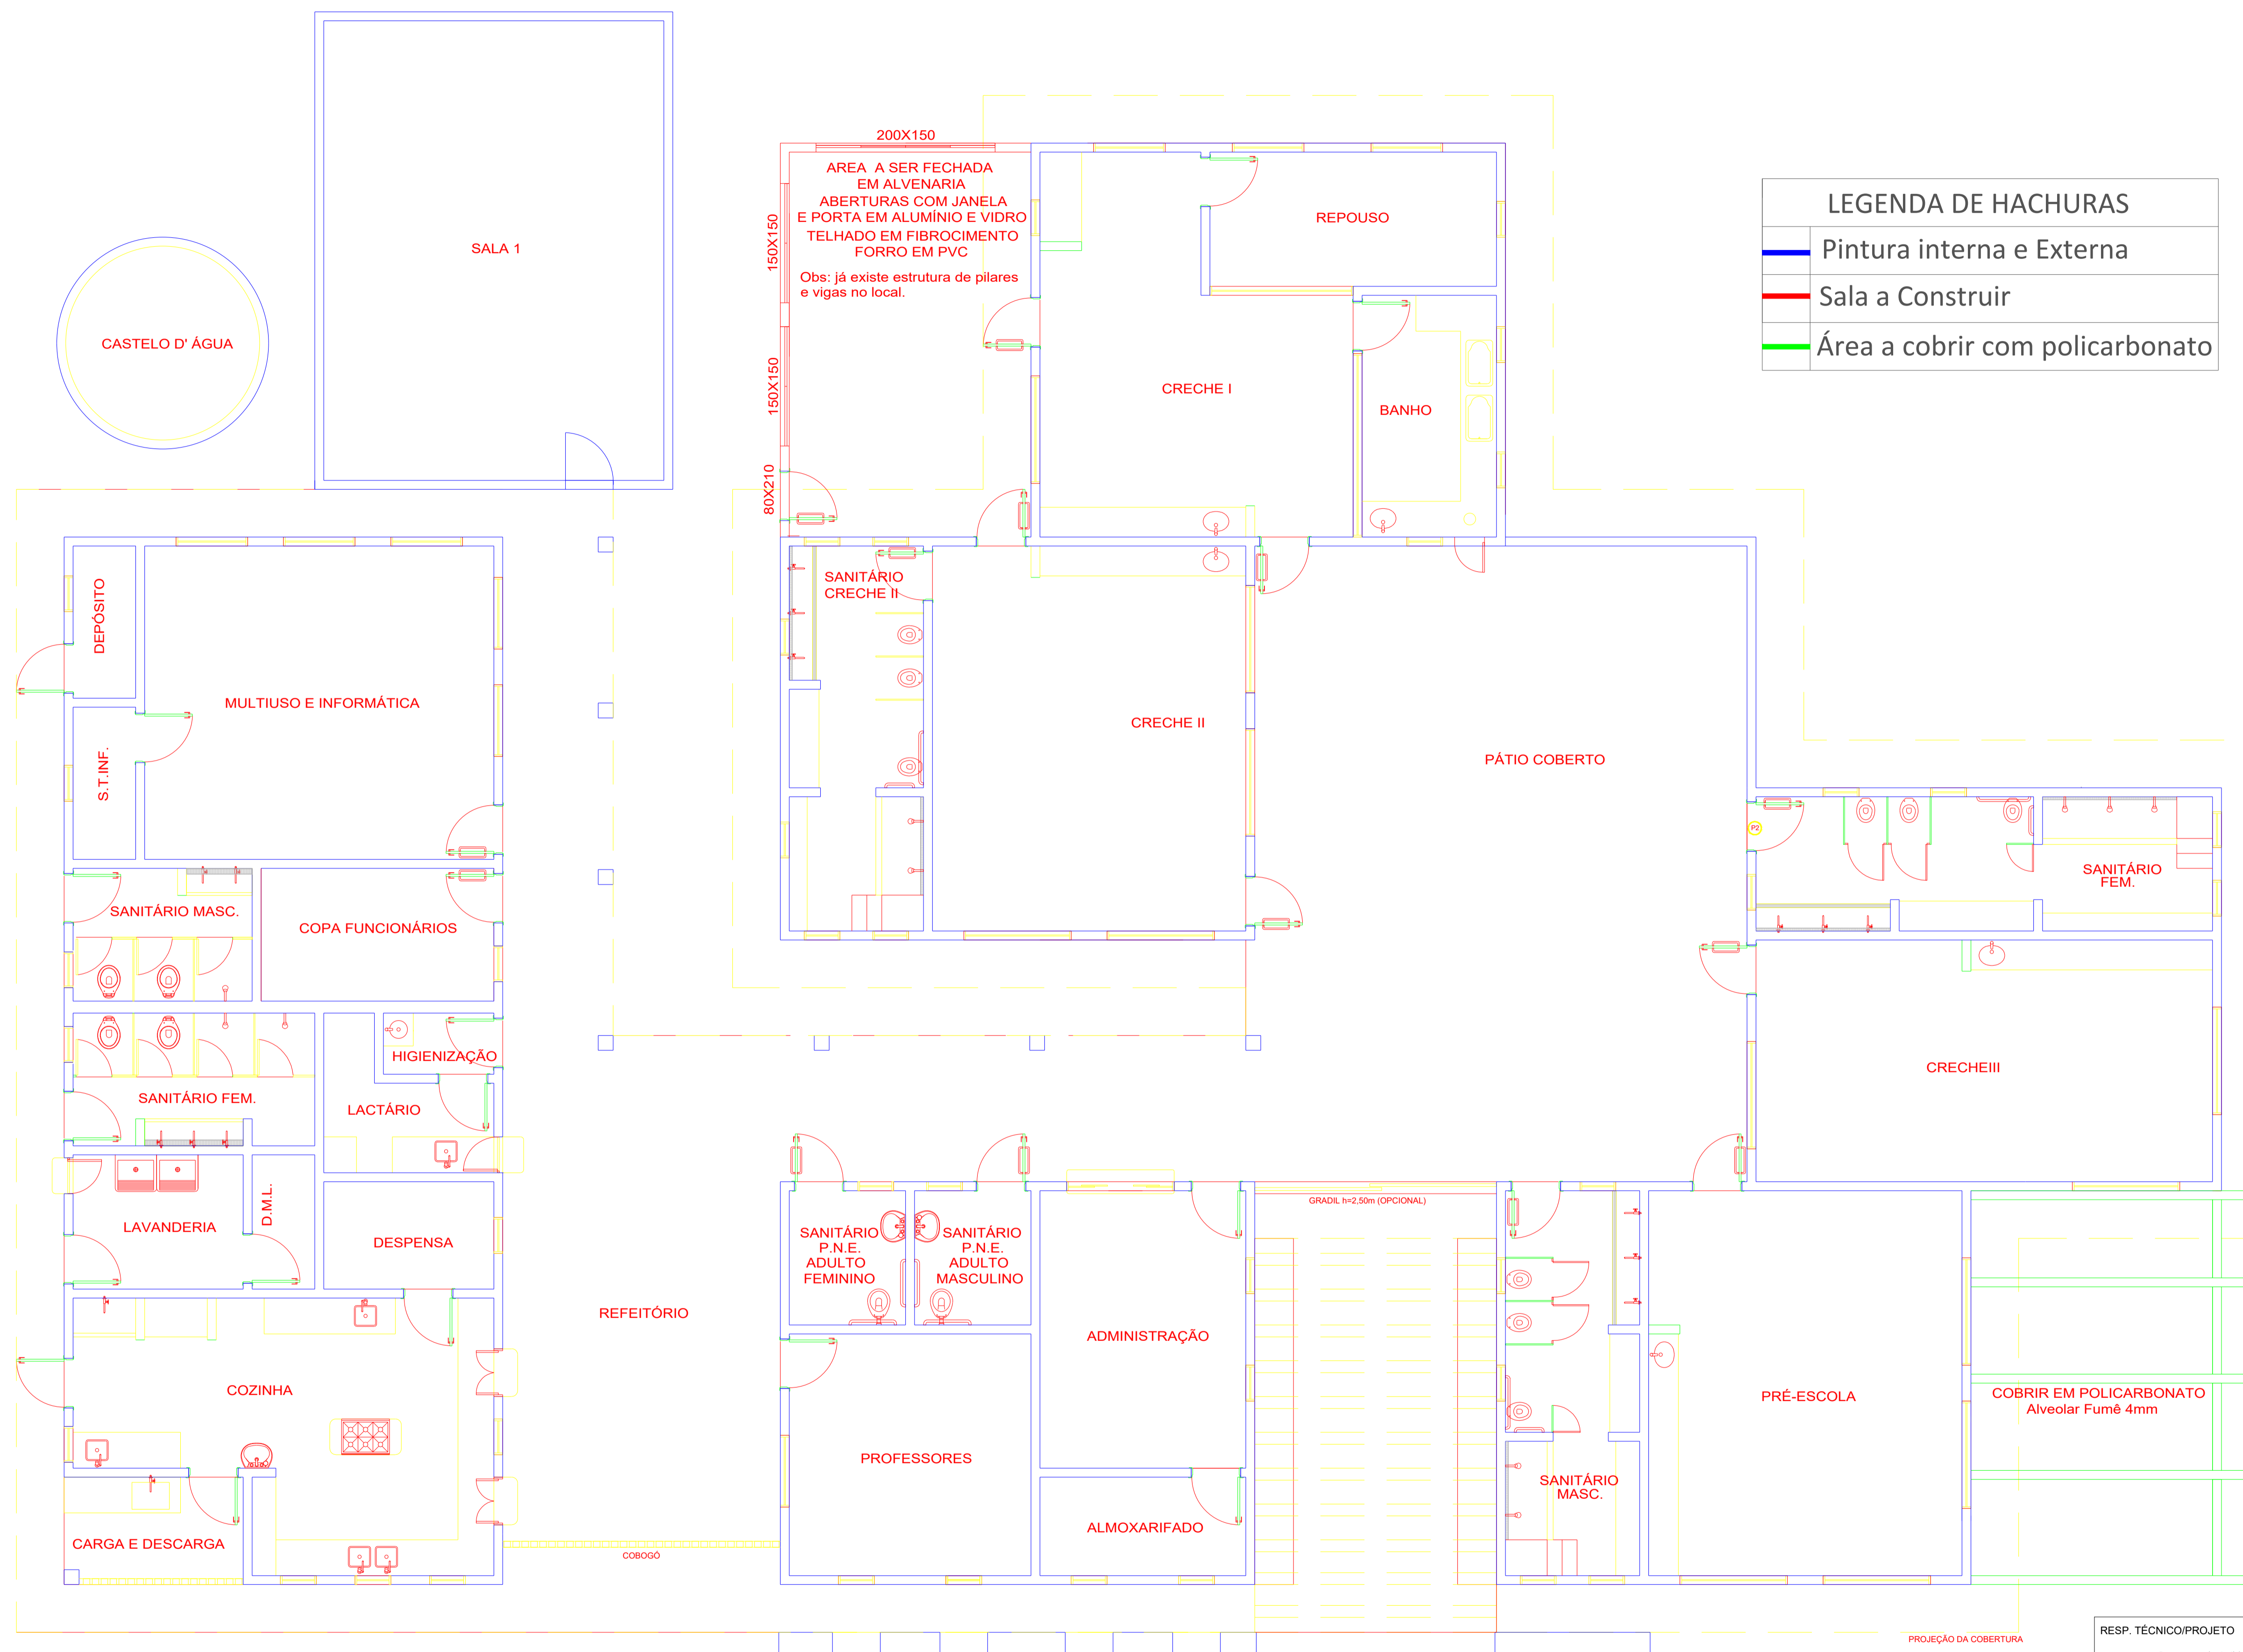 200X150
AREA A SER FECHADA
EM ALVENARIA
ABERTURAS COM JANELA
E PORTA EM ALUMÍNIO E VIDRO
TELHADO EM FIBROCIMENTO
FORRO EM PVC
Obs: já existe estrutura de pilares
e vigas no local.
150X150
150X150
80X210
SALA 1
CASTELO D' ÁGUA
REPOUSO
CRECHE I
BANHO
LEGENDA DE HACHURAS
Pintura interna e Externa
Sala a Construir
Área a cobrir com policarbonato
DEPÓSITO
MULTIUSO E INFORMÁTICA
S.T.INF.
SANITÁRIO
CRECHE II
CRECHE II
PÁTIO COBERTO
P2
SANITÁRIO
FEM.
SANITÁRIO MASC.
COPA FUNCIONÁRIOS
HIGIENIZAÇÃO
SANITÁRIO FEM.
LACTÁRIO
CRECHEIII
LAVANDERIA
D.M.L.
DESPENSA
SANITÁRIO
P.N.E.
ADULTO
FEMININO
SANITÁRIO
P.N.E.
ADULTO
MASCULINO
GRADIL h=2,50m (OPCIONAL)
REFEITÓRIO
ADMINISTRAÇÃO
COZINHA
PRÉ-ESCOLA
COBRIR EM POLICARBONATO
Alveolar Fumê 4mm
PROFESSORES
SANITÁRIO
MASC.
ALMOXARIFADO
CARGA E DESCARGA
COBOGÓ
PROJEÇÃO DA COBERTURA
RESP. TÉCNICO/PROJETO